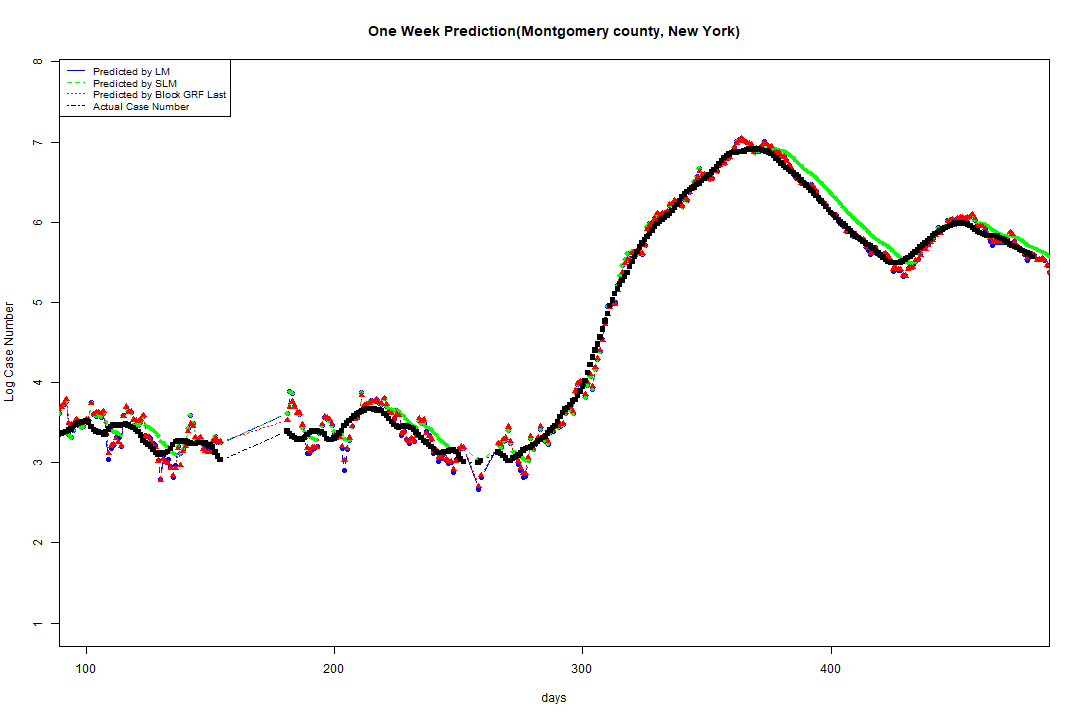 One Week Prediction(Montgomery county, New York)
Predicted by LM
Predicted by SLM
Predicted by Block GRF Last
Actual Case Number
8
7
6
5
4
3
2
1
Log Case Number
100 200 300 400
days